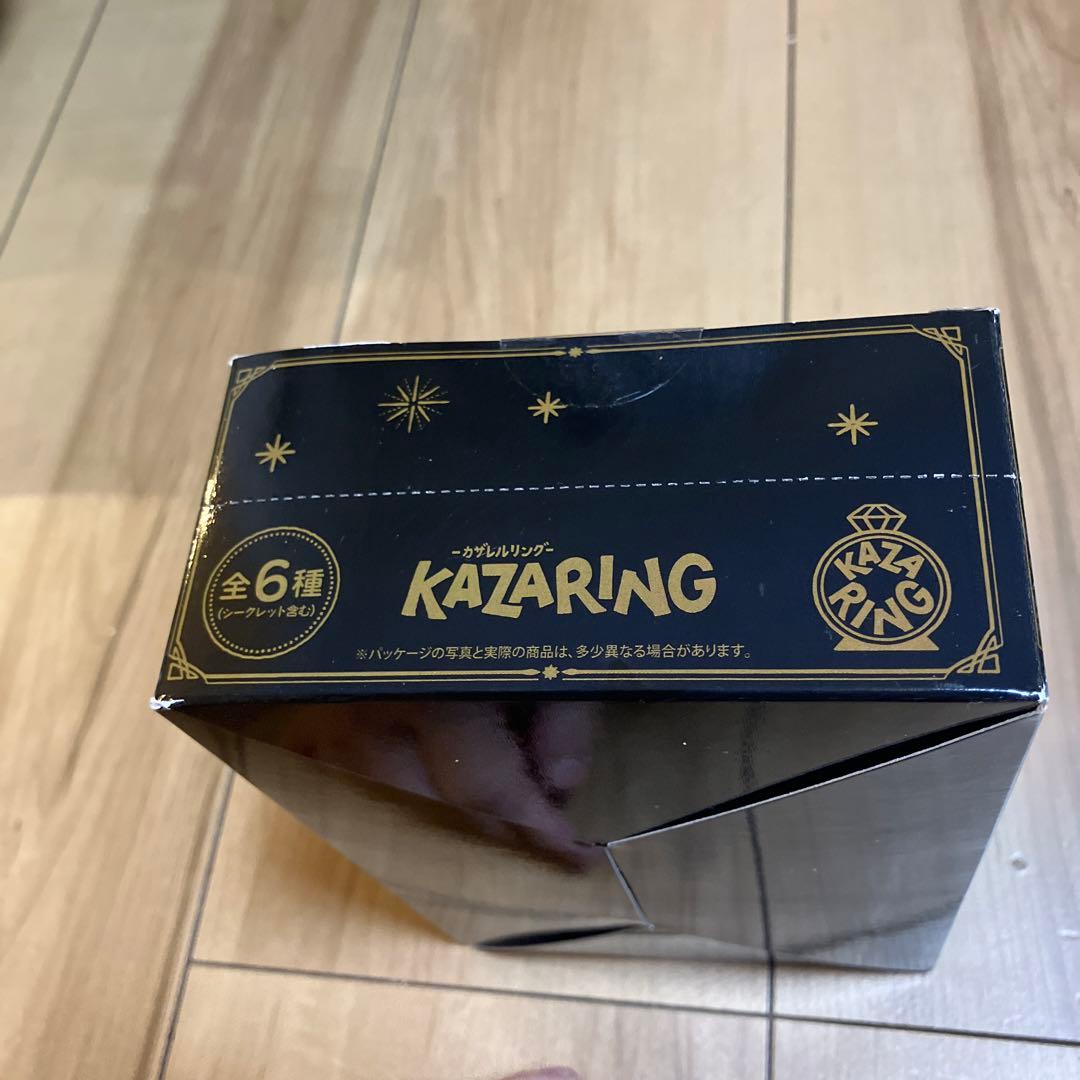 全6種
(シークレット含む)
-カザレルリング-
KAZARING
KAZA
RING
※パッケージの写真と実際の商品は、多少異なる場合があります。